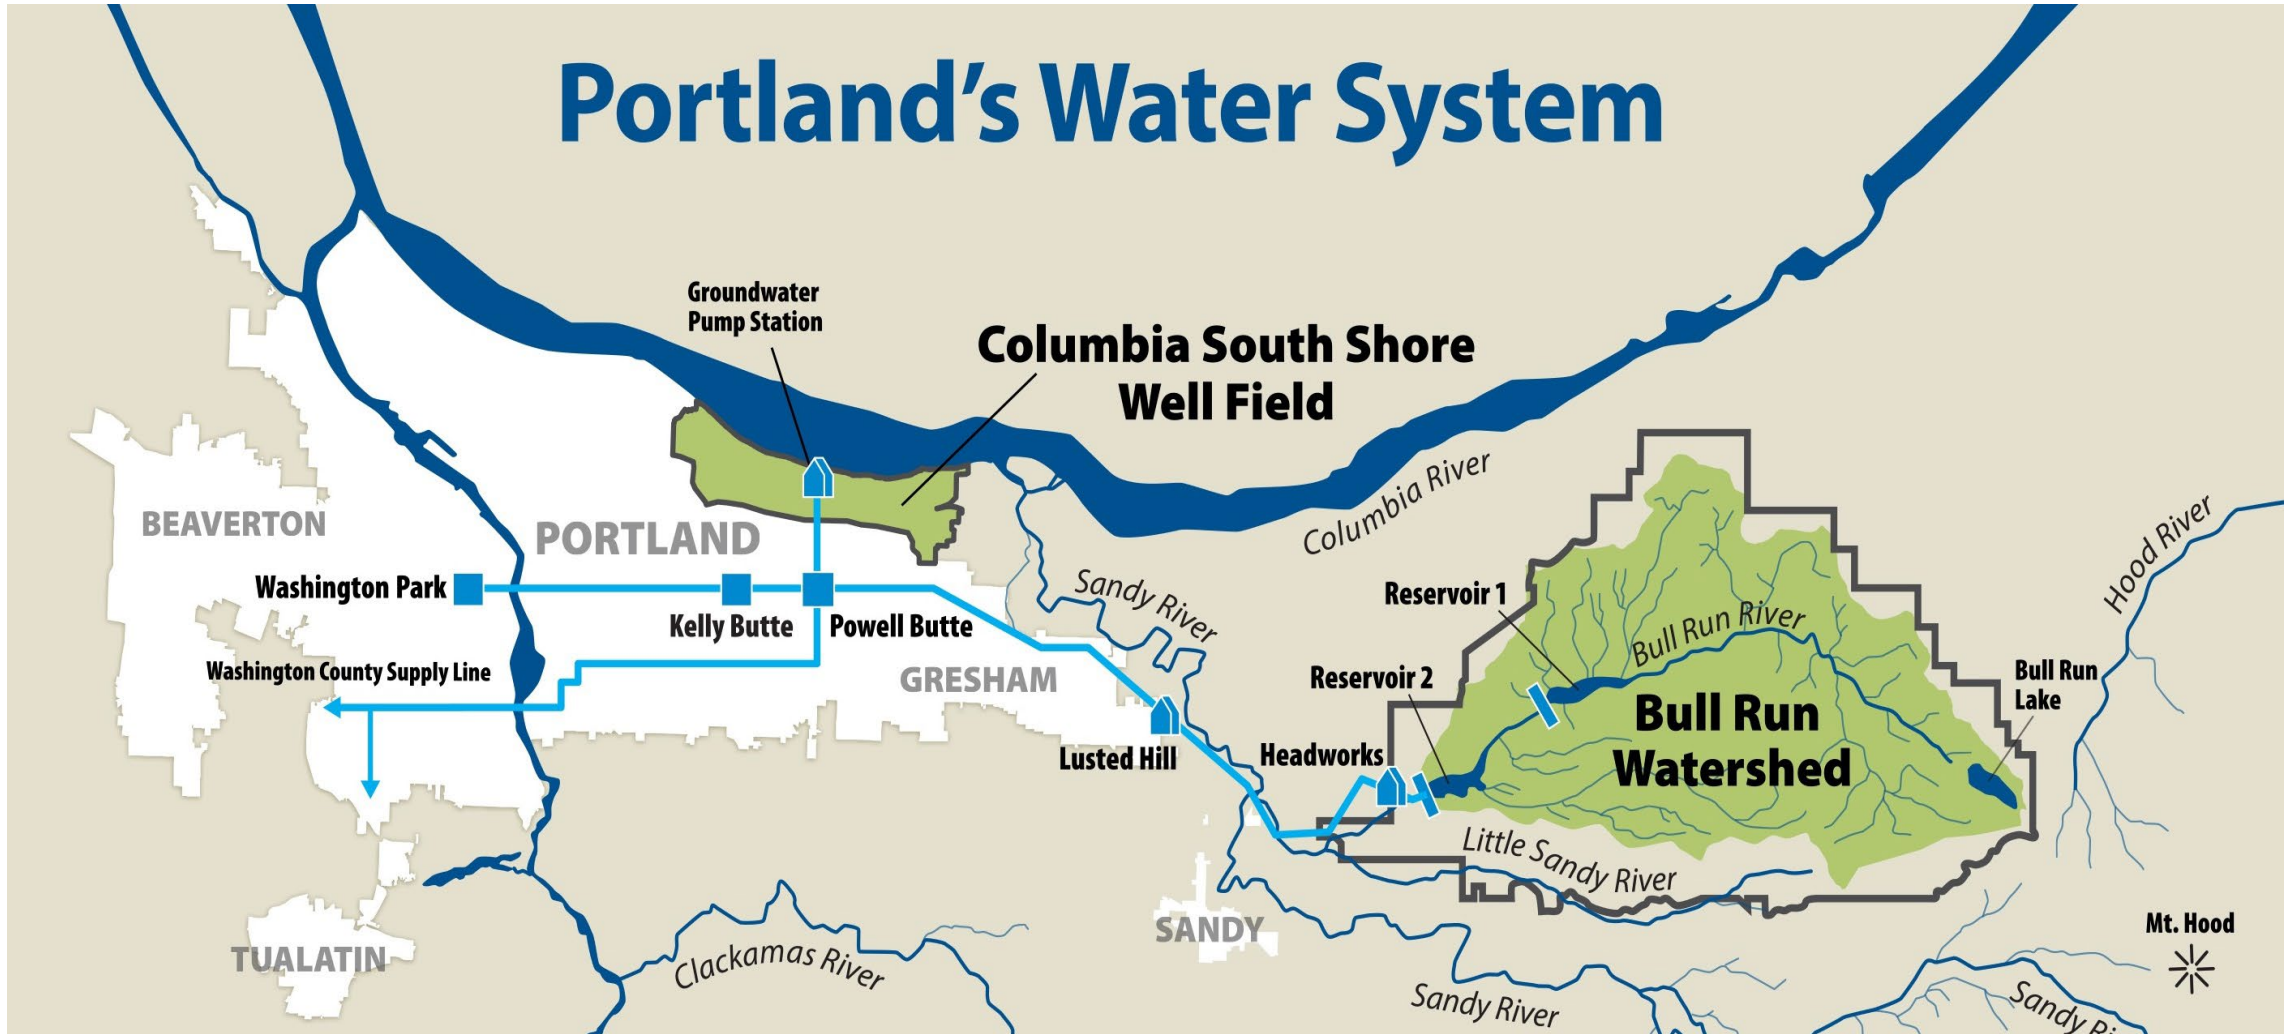 Portland's Water System
Groundwater
Pump Station
Columbia South Shore
Well Field
Columbia River
Hood River
BEAVERTON
PORTLAND
Washington Park
Kelly Butte
Powell Butte
Sandy River
Reservoir 1
Bull Run River
Washington County Supply Line
GRESHAM
Reservoir 2
Bull Run
Lake
Bull Run
Watershed
Lusted Hill
Headworks
Little Sandy River
SANDY
Mt. Hood
TUALATIN
Clackamas River
Sandy River
Sandy Ri